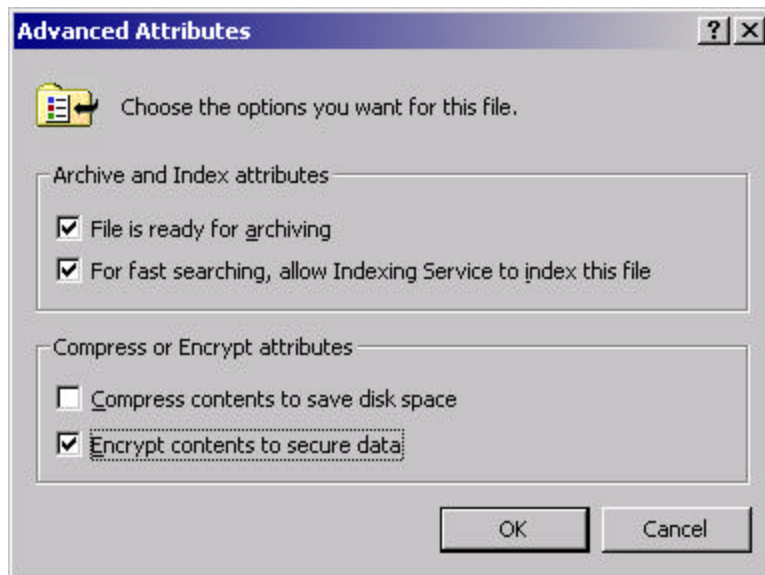 Advanced Attributes
Choose the options you want for this file.
Archive and Index attributes
File is ready for archiving
For fast searching, allow Indexing Service to index this file
Compress or Encrypt attributes
Compress contents to save disk space
Encrypt contents to secure data
OK Cancel